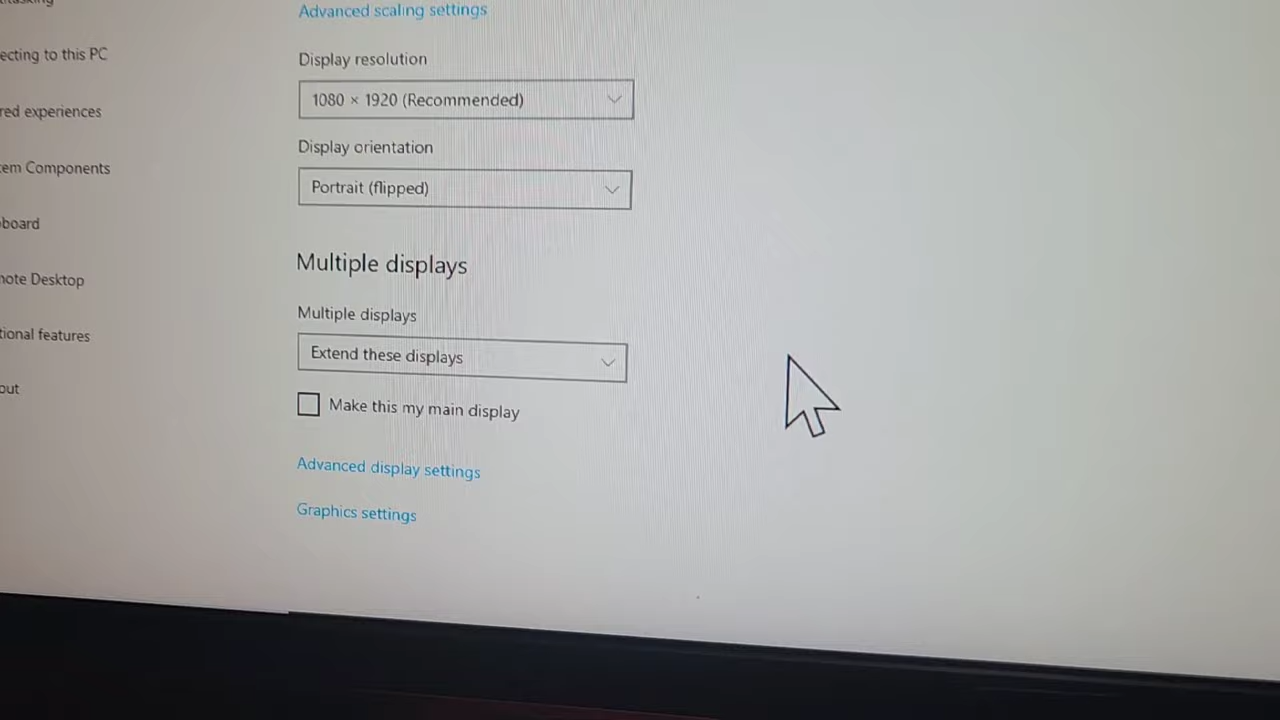 Advanced scaling settings
ecting to this PC
Display resolution
1080 × 1920 (Recommended)
red experiences
Display orientation
em Components
Portrait (flipped)
board
Multiple displays
ote Desktop
Multiple displays
tional features
Extend these displays
out
Make this my main display
Advanced display settings
Graphics settings